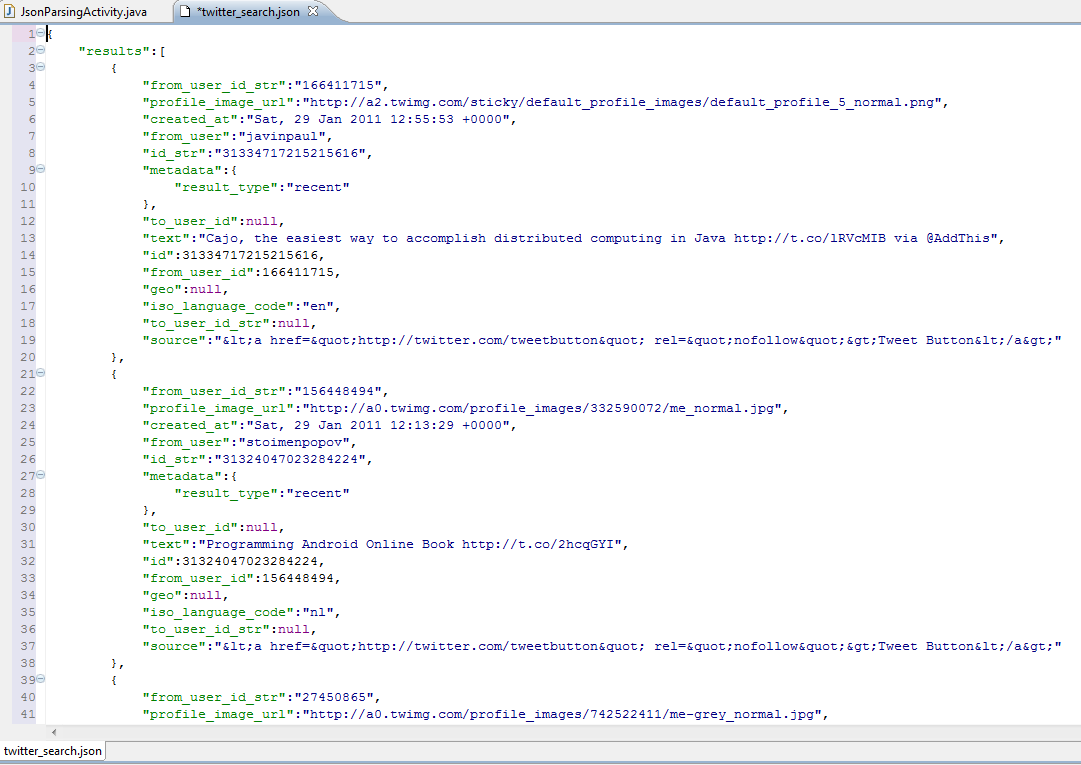 JsonParsingActivity.java *twitter_search.json
1 {
2 "results":[
3 {
4 "from_user_id_str":"166411715",
5 "profile_image_url":"http://a2.twimg.com/sticky/default_profile_images/default_profile_5_normal.png",
6 "created_at":"Sat, 29 Jan 2011 12:55:53 +0000",
7 "from_user":"javinpaul",
8 "id_str":"31334717215215616",
9 "metadata":{
10 "result_type":"recent"
11 },
12 "to_user_id":null,
13 "text":"Cajo, the easiest way to accomplish distributed computing in Java http://t.co/lRVcMIB via @AddThis",
14 "id":31334717215215616,
15 "from_user_id":166411715,
16 "geo":null,
17 "iso_language_code":"en",
18 "to_user_id_str":null,
19 "source":"&lt;a href=&quot;http://twitter.com/tweetbutton&quot; rel=&quot;nofollow&quot;&gt;Tweet Button&lt;/a&gt;"
20 },
21 {
22 "from_user_id_str":"156448494",
23 "profile_image_url":"http://a0.twimg.com/profile_images/332590072/me_normal.jpg",
24 "created_at":"Sat, 29 Jan 2011 12:13:29 +0000",
25 "from_user":"stoimenpopov",
26 "id_str":"31324047023284224",
27 "metadata":{
28 "result_type":"recent"
29 },
30 "to_user_id":null,
31 "text":"Programming Android Online Book http://t.co/2hcqGYI",
32 "id":31324047023284224,
33 "from_user_id":156448494,
34 "geo":null,
35 "iso_language_code":"nl",
36 "to_user_id_str":null,
37 "source":"&lt;a href=&quot;http://twitter.com/tweetbutton&quot; rel=&quot;nofollow&quot;&gt;Tweet Button&lt;/a&gt;"
38 },
39 {
40 "from_user_id_str":"27450865",
41 "profile_image_url":"http://a0.twimg.com/profile_images/742522411/me-grey_normal.jpg",
twitter_search.json